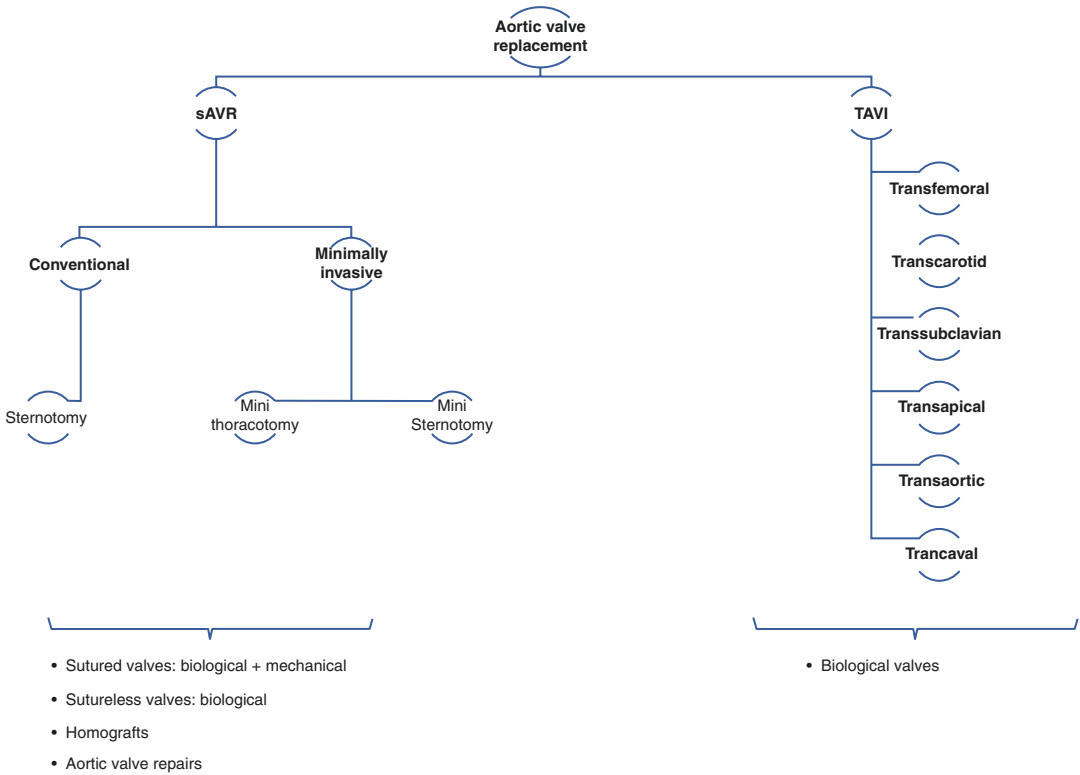 Aortic valve
replacement
sAVR
TAVI
Conventional
Minimally
invasive
Sternotomy
Mini
thoracotomy
Mini
Sternotomy
Transfemoral
Transcarotid
Transsubclavian
Transapical
Transaortic
Trancaval
• Sutured valves: biological + mechanical
• Sutureless valves: biological
• Homografts
• Aortic valve repairs
• Biological valves